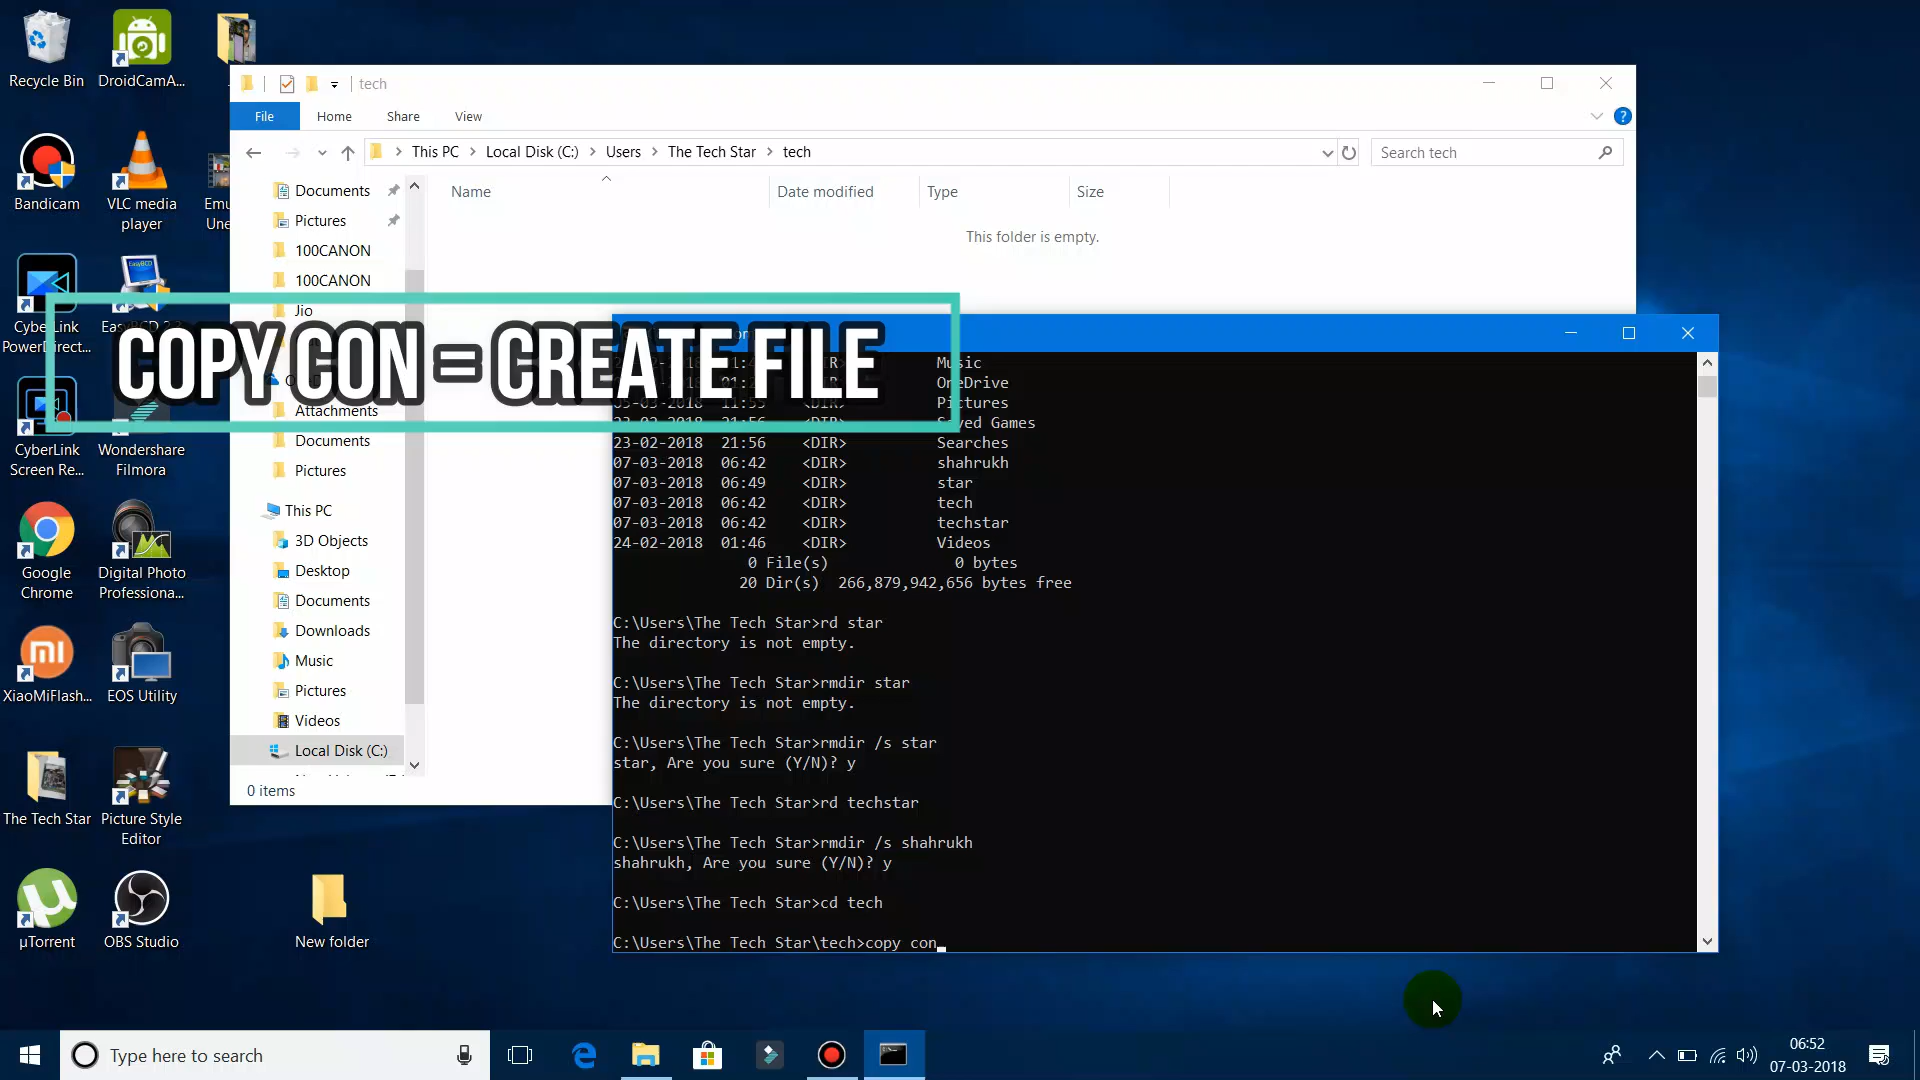 Recycle Bin
DroidCamA...
Bandicam
VLC media
player
Emu
Une
CyberLink
PowerDirect...
CyberLink
Screen Re...
Wondershare
Filmora
Google
Chrome
Digital Photo
Professiona...
XiaoMiFlash...
EOS Utility
The Tech Star
Picture Style
Editor
µTorrent
OBS Studio
New folder
tech
File
Home
Share
View
This PC
Local Disk (C:)
Users
The Tech Star
tech
Search tech
Name
Date modified
Type
Size
This folder is empty.
Documents
Pictures
100CANON
100CANON
Jio
Attachments
Documents
Pictures
This PC
3D Objects
Desktop
Documents
Downloads
Music
Pictures
Videos
Local Disk (C:)
0 items
COPY CON = CREATE FILE
Music
OneDrive
Pictures
Saved Games
23-02-2018 21:56 <DIR> Searches
07-03-2018 06:42 <DIR> shahrukh
07-03-2018 06:49 <DIR> star
07-03-2018 06:42 <DIR> tech
07-03-2018 06:42 <DIR> techstar
24-02-2018 01:46 <DIR> Videos
0 File(s) 0 bytes
20 Dir(s) 266,879,942,656 bytes free
C:\Users\The Tech Star>rd star
The directory is not empty.
C:\Users\The Tech Star>rmdir star
The directory is not empty.
C:\Users\The Tech Star>rmdir /s star
star, Are you sure (Y/N)? y
C:\Users\The Tech Star>rd techstar
C:\Users\The Tech Star>rmdir /s shahrukh
shahrukh, Are you sure (Y/N)? y
C:\Users\The Tech Star>cd tech
C:\Users\The Tech Star\tech>copy con
Type here to search
06:52
07-03-2018